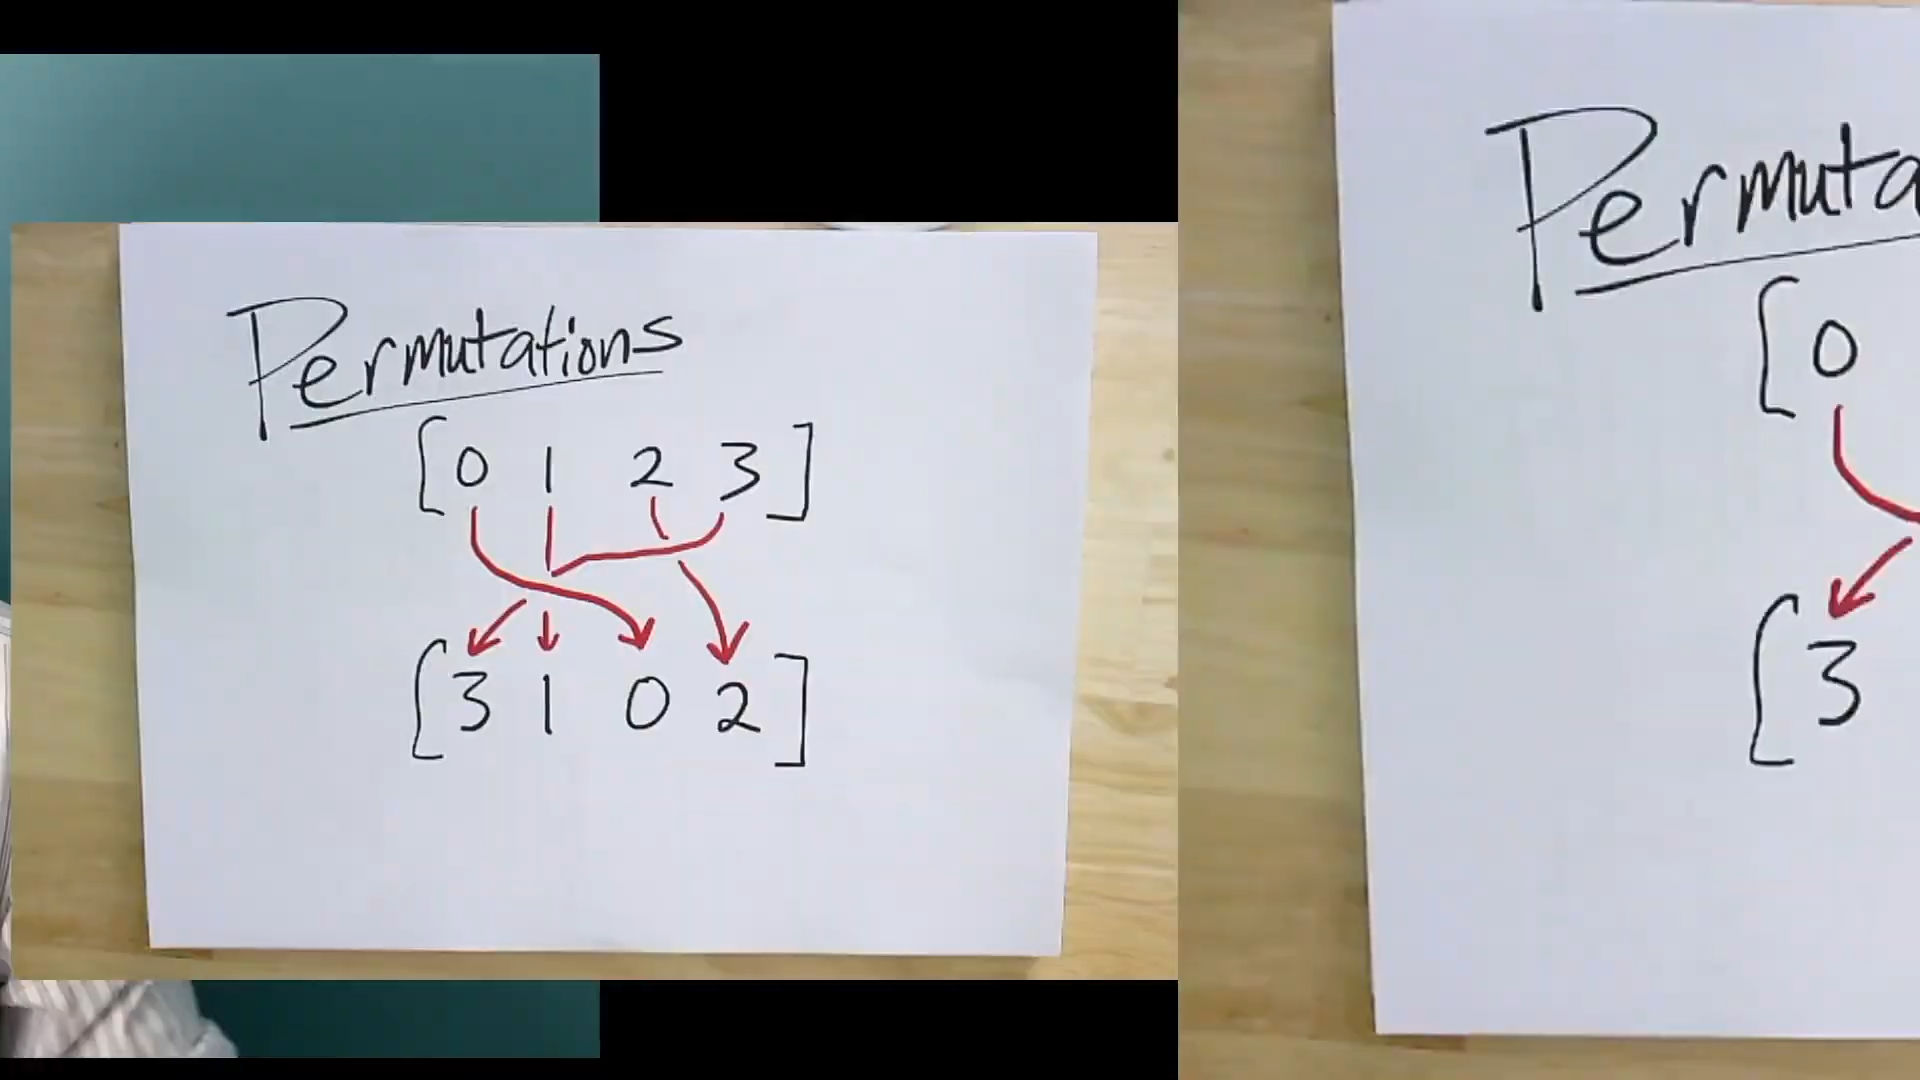 Permutations
[0 1 2 3]
[3 1 0 2]
Permuta
[0
[3